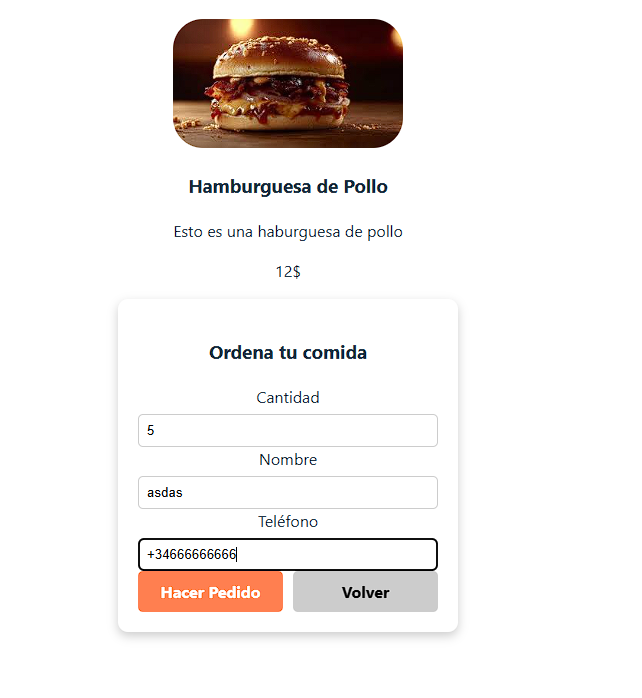 Hamburguesa de Pollo
Esto es una haburguesa de pollo
12$
Ordena tu comida
Cantidad
5
Nombre
asdas
Teléfono
+34666666666
Hacer Pedido
Volver